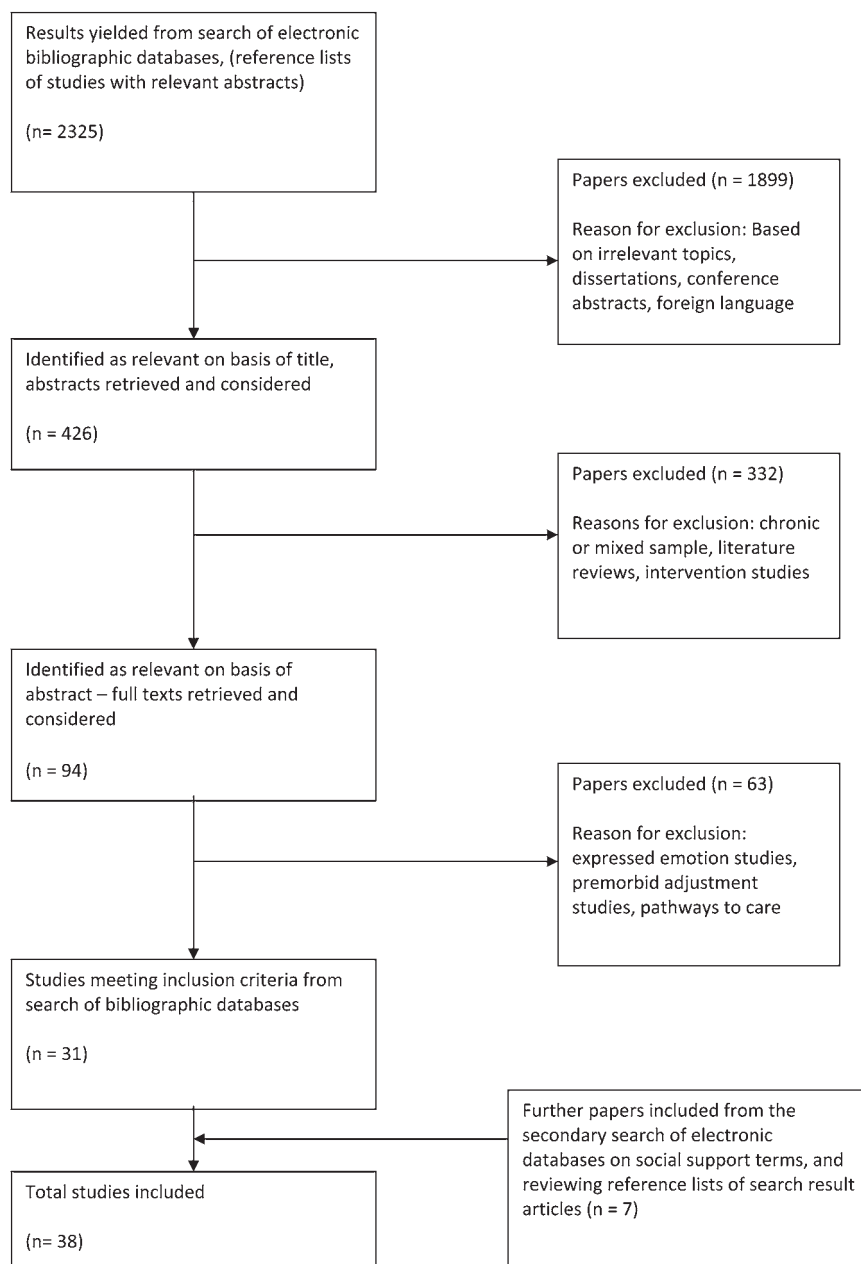 Results yielded from search of electronic
bibliographic databases, (reference lists
of studies with relevant abstracts)
(n= 2325)
Papers excluded (n = 1899)
Reason for exclusion: Based
on irrelevant topics,
dissertations, conference
abstracts, foreign language
Identified as relevant on basis of title,
abstracts retrieved and considered
(n = 426)
Papers excluded (n = 332)
Reasons for exclusion: chronic
or mixed sample, literature
reviews, intervention studies
Identified as relevant on basis of
abstract – full texts retrieved and
considered
(n = 94)
Papers excluded (n = 63)
Reason for exclusion:
expressed emotion studies,
premorbid adjustment
studies, pathways to care
Studies meeting inclusion criteria from
search of bibliographic databases
(n = 31)
Further papers included from the
secondary search of electronic
databases on social support terms, and
reviewing reference lists of search result
articles (n = 7)
Total studies included
(n= 38)